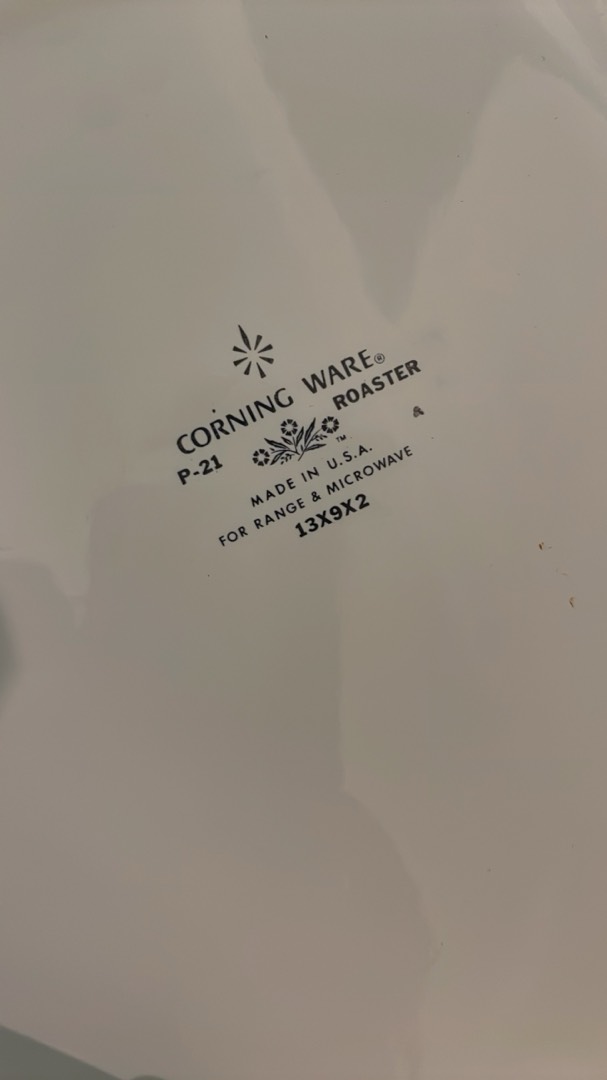 CORNING WARE®
P-21 ROASTER
™
MADE IN U.S.A.
&
FOR RANGE & MICROWAVE
13X9X2